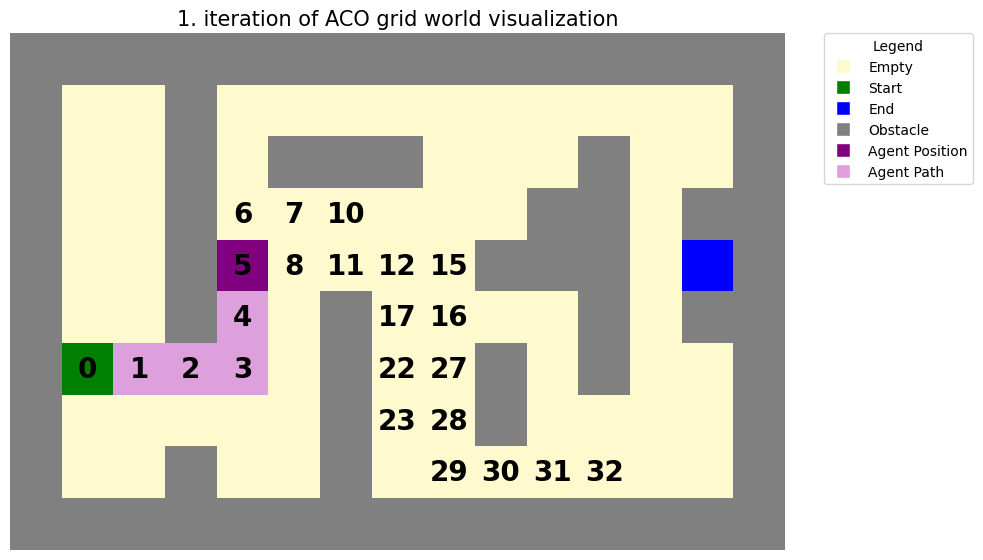 1. iteration of ACO grid world visualization
Legend
Empty
Start
End
Obstacle
Agent Position
Agent Path
6 7 10
5 8 11 12 15
4 17 16
0 1 2 3 22 27
23 28
29 30 31 32